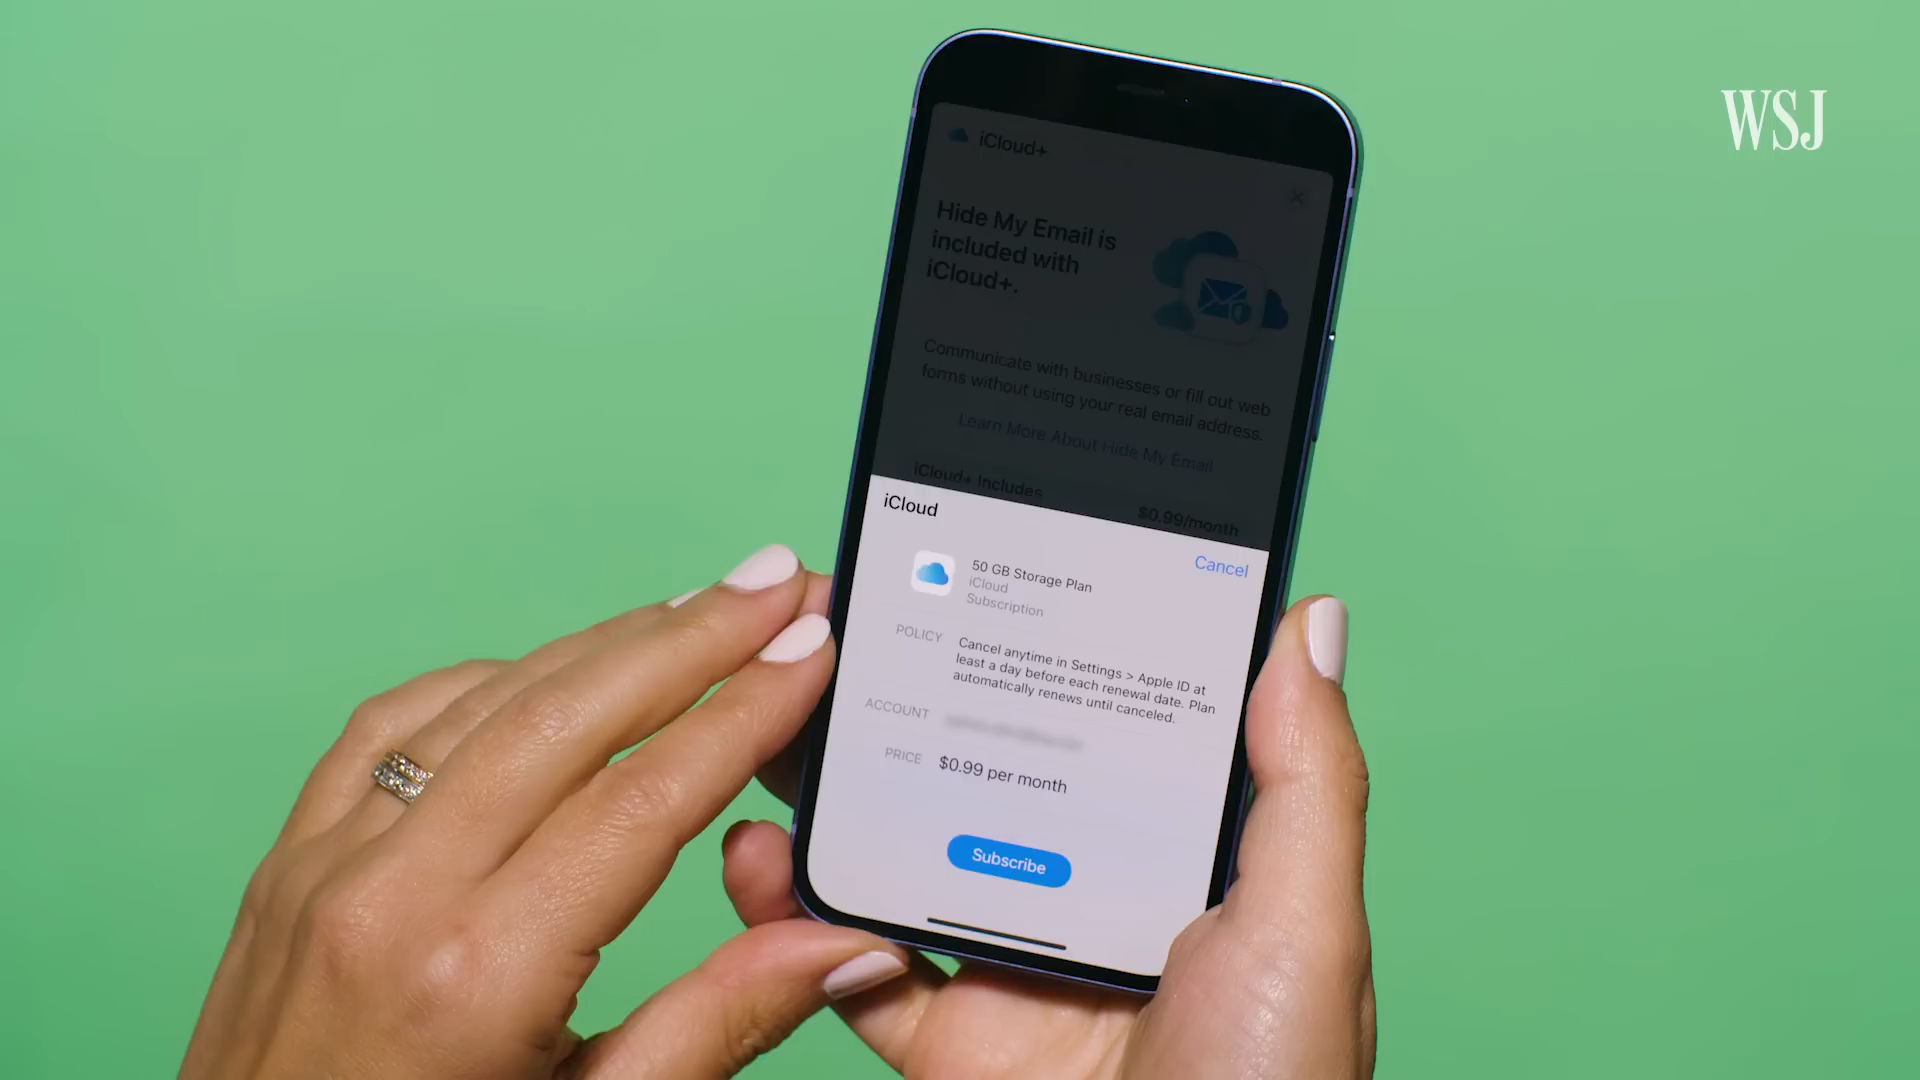 WSJ
iCloud+
Hide My Email is
included with
iCloud+.
Communicate with businesses or fill out web
forms without using your real email address.
Learn More About Hide My Email
iCloud+ Includes
$0.99/month
iCloud
Cancel
50 GB Storage Plan
iCloud
Subscription
POLICY
Cancel anytime in Settings > Apple ID at
least a day before each renewal date. Plan
automatically renews until canceled.
ACCOUNT
PRICE
$0.99 per month
Subscribe